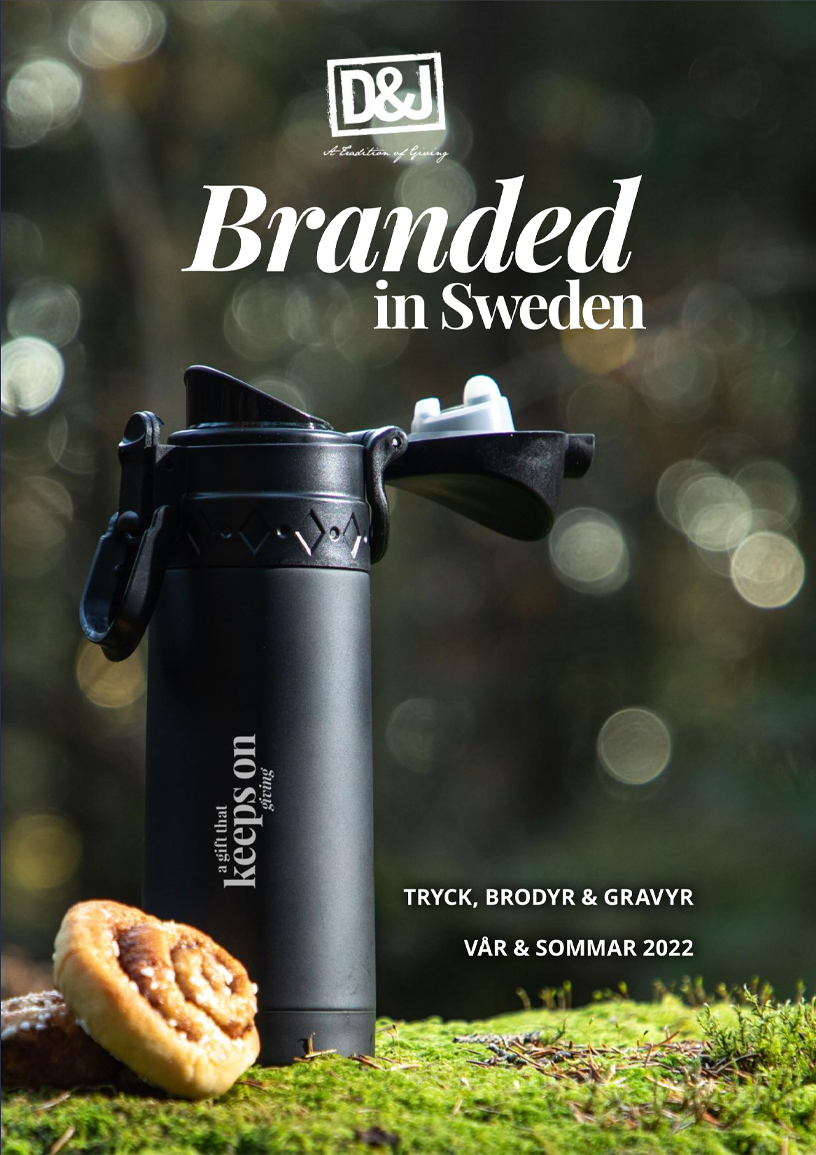 D&J
A Tradition of Giving
Branded
in Sweden
a gift that
keeps on
giving
TRYCK, BRODYR & GRAVYR
VÅR & SOMMAR 2022